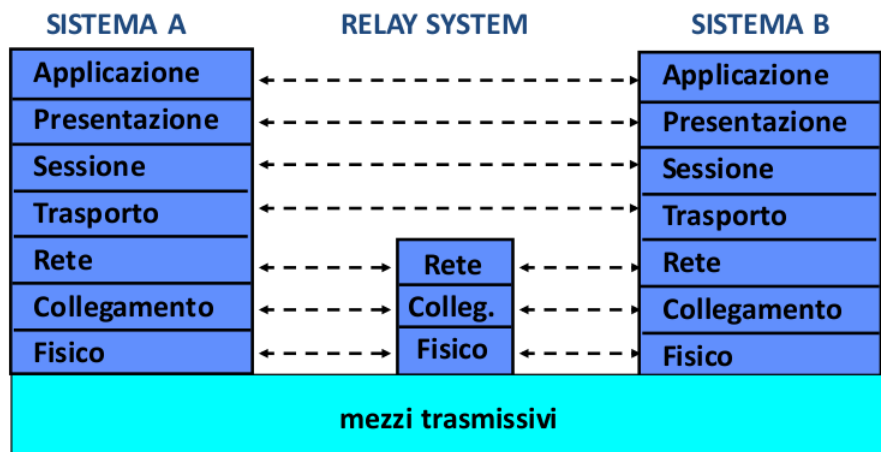 SISTEMA A
RELAY SYSTEM
SISTEMA B
Applicazione
Presentazione
Sessione
Trasporto
Rete
Collegamento
Fisico
Rete
Colleg.
Fisico
Applicazione
Presentazione
Sessione
Trasporto
Rete
Collegamento
Fisico
mezzi trasmissivi